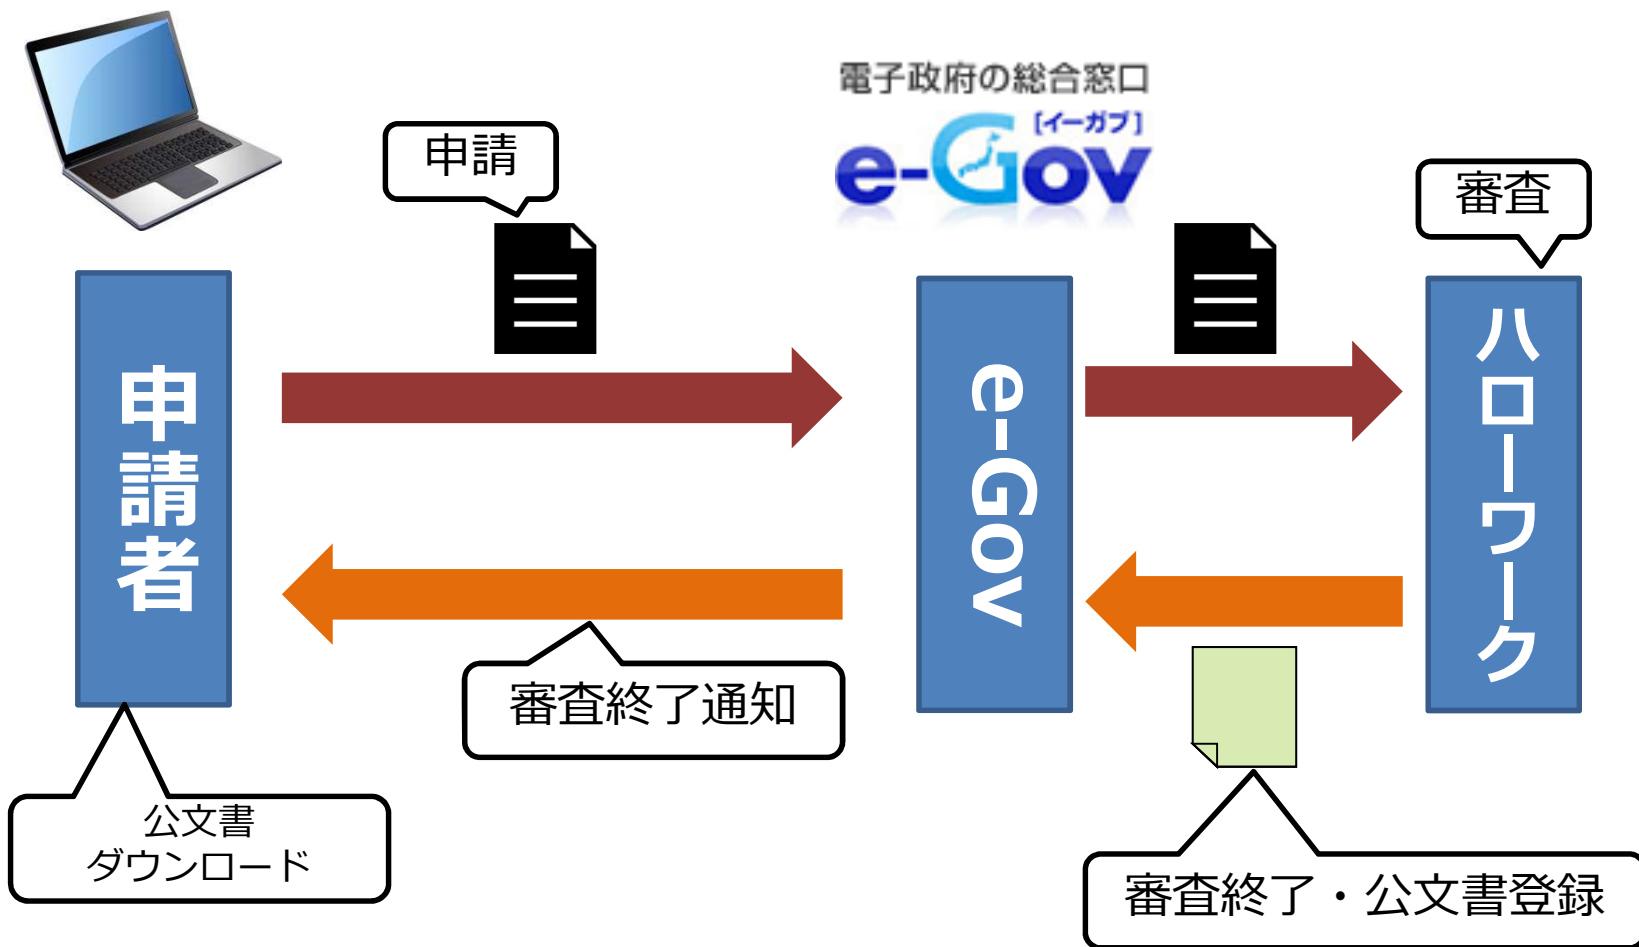 電子政府の総合窓口
[イーガブ]
e-Gov
申請
審査
申請者
e-Gov
ハローワーク
審査終了通知
公文書
ダウンロード
審査終了・公文書登録